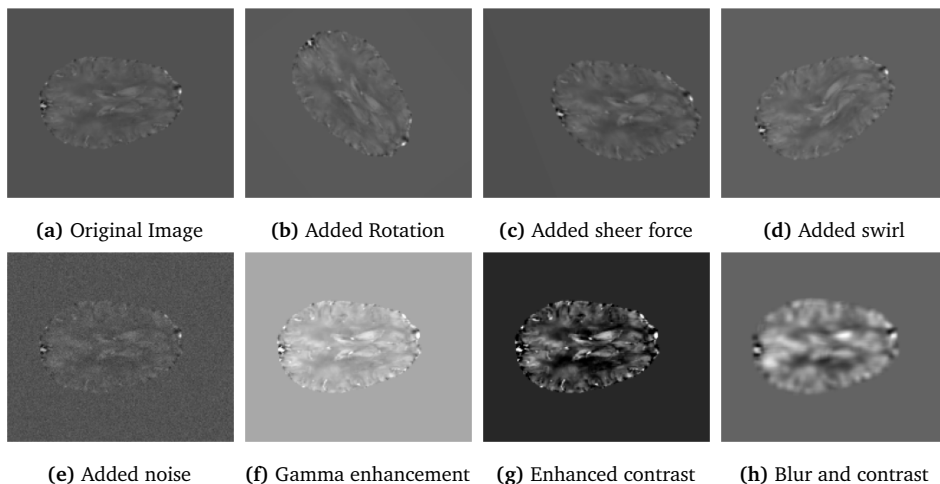 (a) Original Image
(b) Added Rotation
(c) Added sheer force
(d) Added swirl
(e) Added noise
(f) Gamma enhancement
(g) Enhanced contrast
(h) Blur and contrast